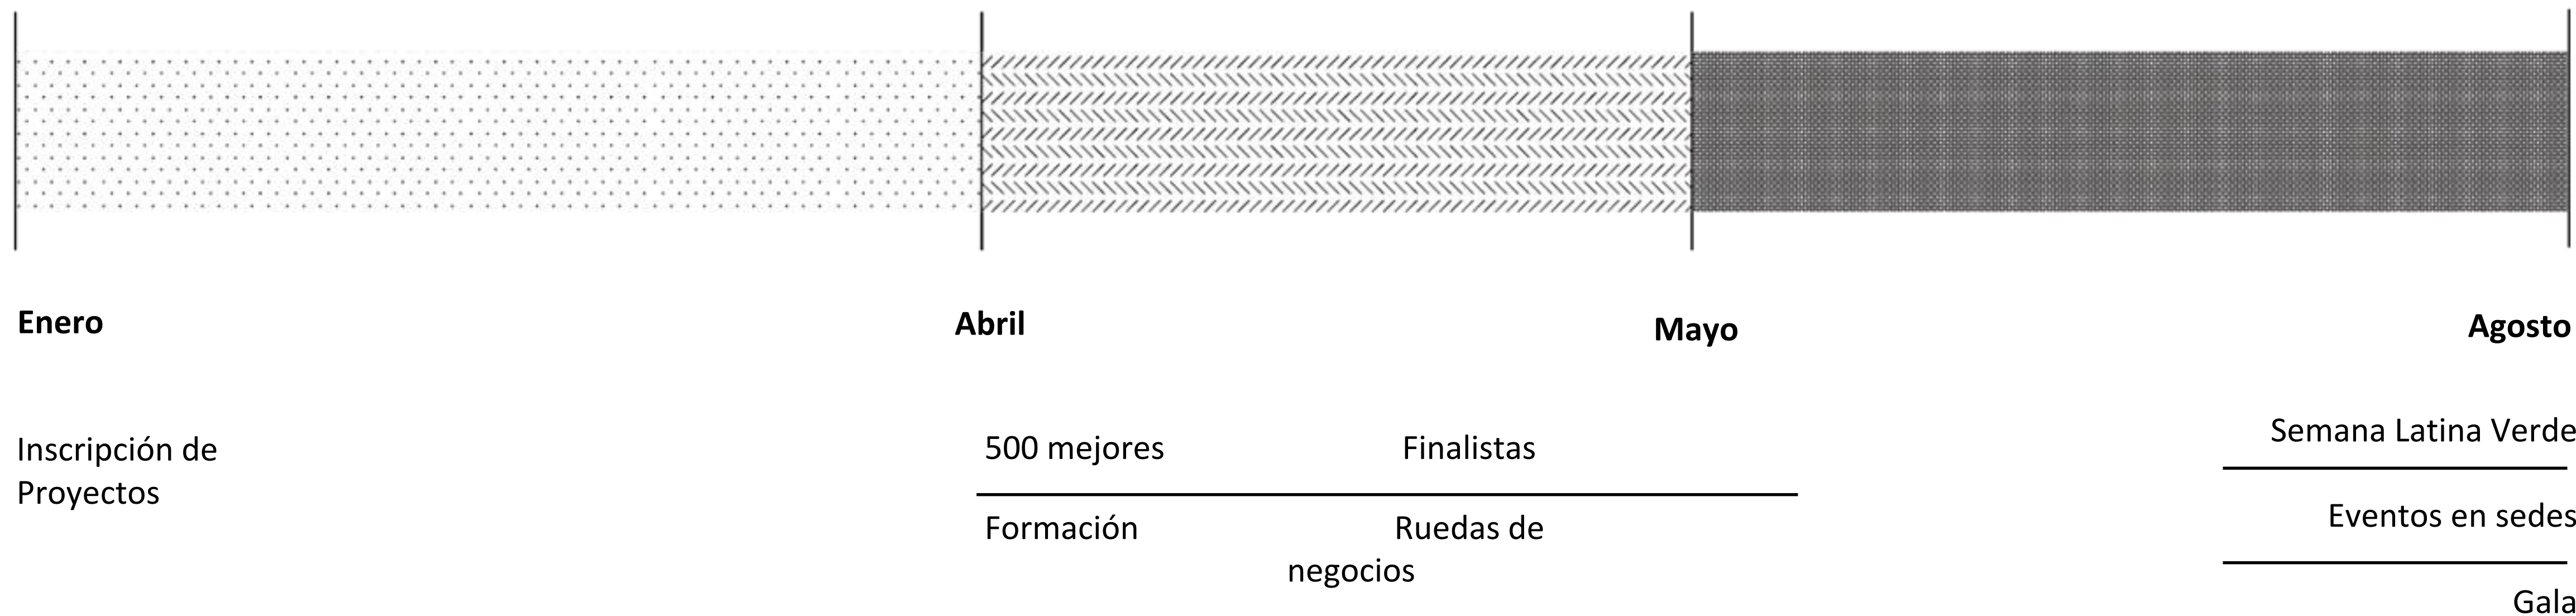 Enero
Abril
Mayo
Agosto
Inscripción de
Proyectos
500 mejores Finalistas
Formación Ruedas de
negocios
Semana Latina Verde
Eventos en sedes
Gala